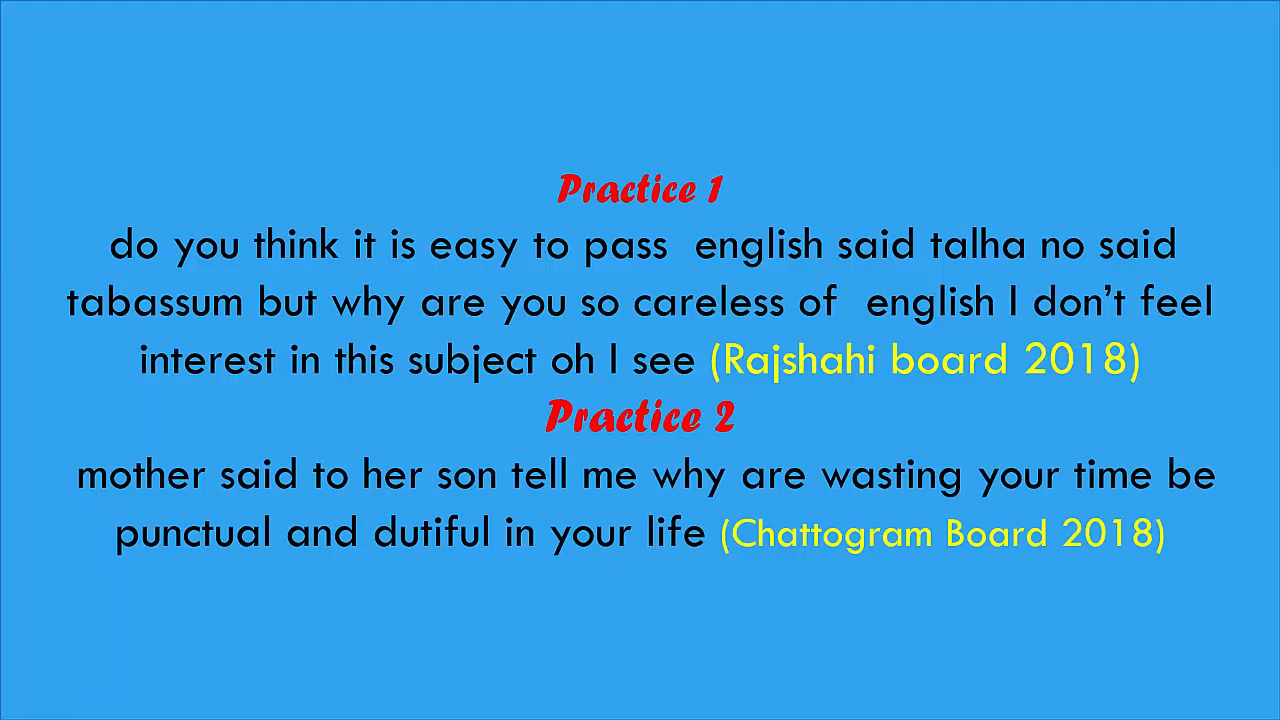 Practice 1
do you think it is easy to pass  english said talha no said
tabassum but why are you so careless of  english I don’t feel
interest in this subject oh I see (Rajshahi board 2018)
Practice 2
mother said to her son tell me why are wasting your time be
punctual and dutiful in your life (Chattogram Board 2018)